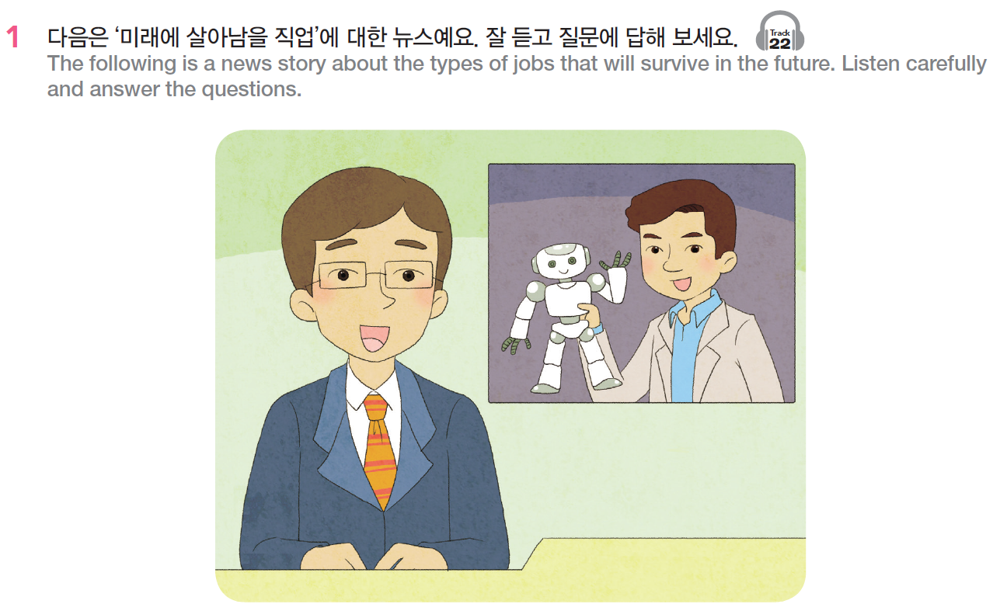 1 다음은 ‘미래에 살아남을 직업’에 대한 뉴스예요. 잘 듣고 질문에 답해 보세요. Track 22
The following is a news story about the types of jobs that will survive in the future. Listen carefully
and answer the questions.